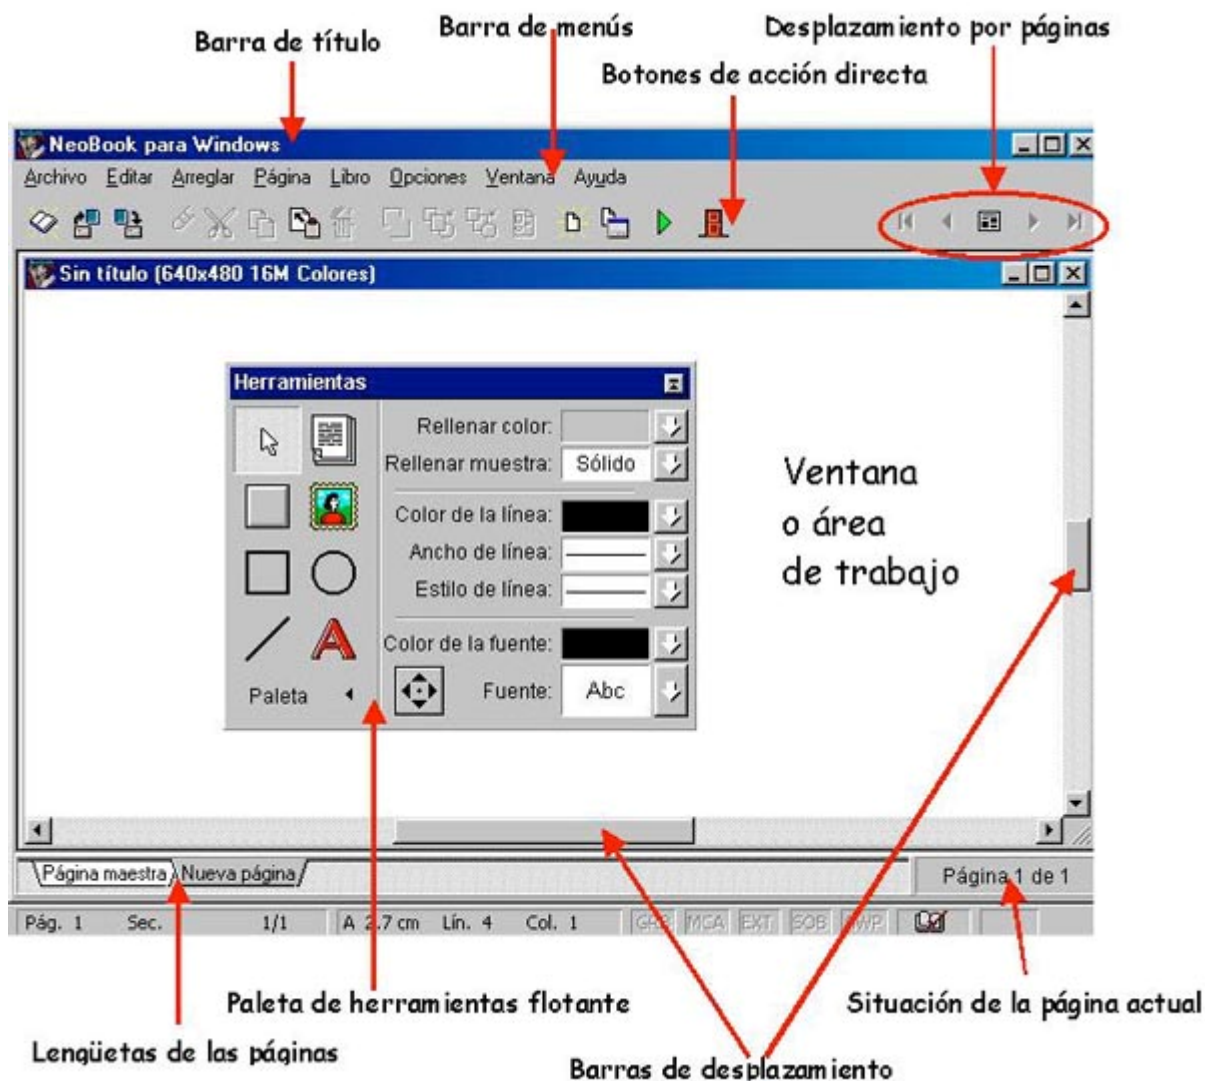 Barra de título
Barra de menús
Desplazamiento por páginas
Botones de acción directa
NeoBook para Windows
Archivo Editar Arreglar Página Libro Opciones Ventana Ayuda
Sin título (640x480 16M Colores)
Herramientas
Rellenar color:
Rellenar muestra: Sólido
Color de la línea:
Ancho de línea:
Estilo de línea:
Color de la fuente:
Paleta
Fuente: Abc
Ventana
o área
de trabajo
Página maestra Nueva página
Página 1 de 1
Pág. 1 Sec. 1/1 A 2.7 cm Lín. 4 Col. 1 MCA EXT SOB
Paleta de herramientas flotante
Situación de la página actual
Lengüetas de las páginas
Barras de desplazamiento